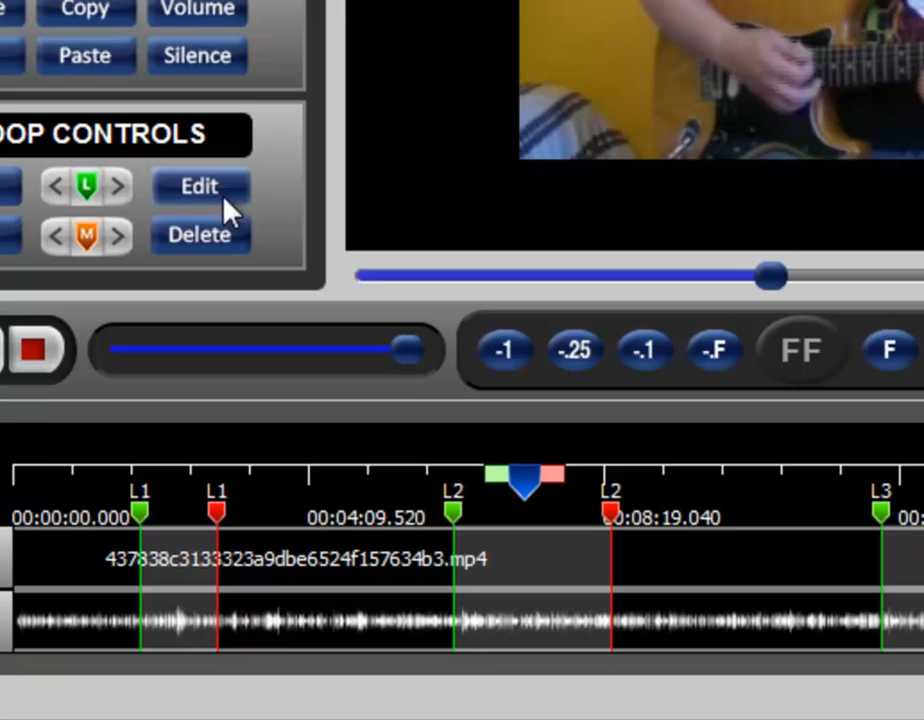 Copy Volume
Paste Silence
OOP CONTROLS
< L > Edit
< M > Delete
-1 -.25 -.1 -.F FF F
L1 L1 L2 L2 L3
00:00:00.000 00:04:09.520 00:08:19.040 00:
437838c3133323a9dbe6524f157634b3.mp4